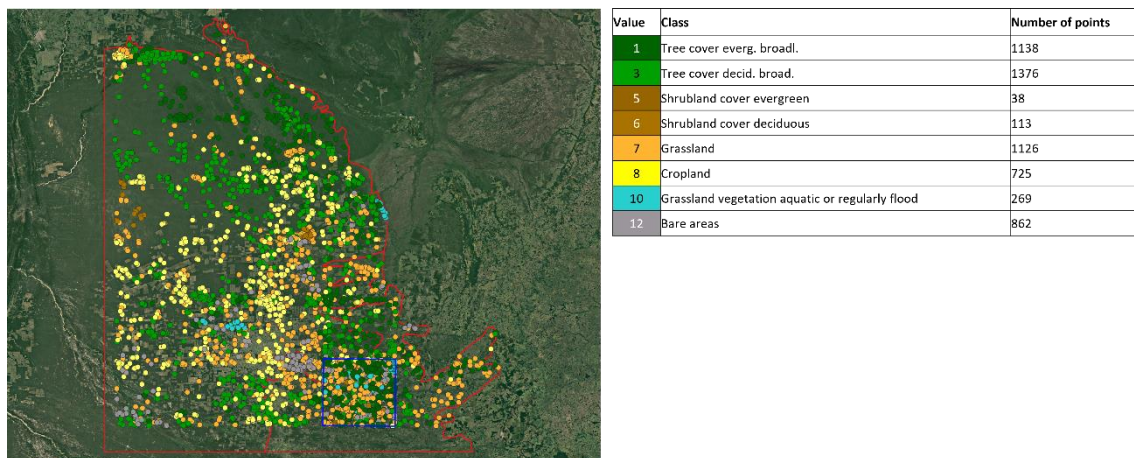 Value Class Number of points
1 Tree cover everg. broadl. 1138
3 Tree cover decid. broad. 1376
5 Shrubland cover evergreen 38
6 Shrubland cover deciduous 113
7 Grassland 1126
8 Cropland 725
10 Grassland vegetation aquatic or regularly flood 269
12 Bare areas 862